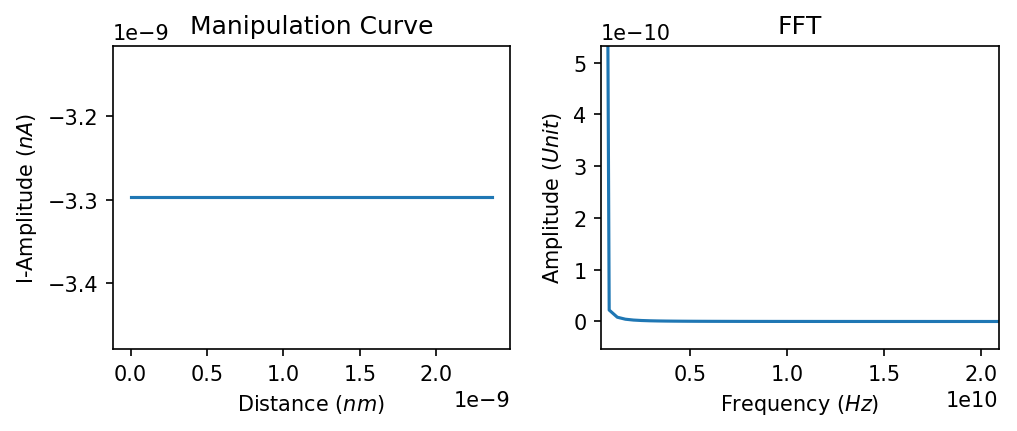 Manipulation Curve
1e−9
I-Amplitude (nA)
−3.2
−3.3
−3.4
0.0 0.5 1.0 1.5 2.0
1e−9
Distance (nm)
FFT
1e−10
Amplitude (Unit)
5
4
3
2
1
0
0.5 1.0 1.5 2.0
1e10
Frequency (Hz)